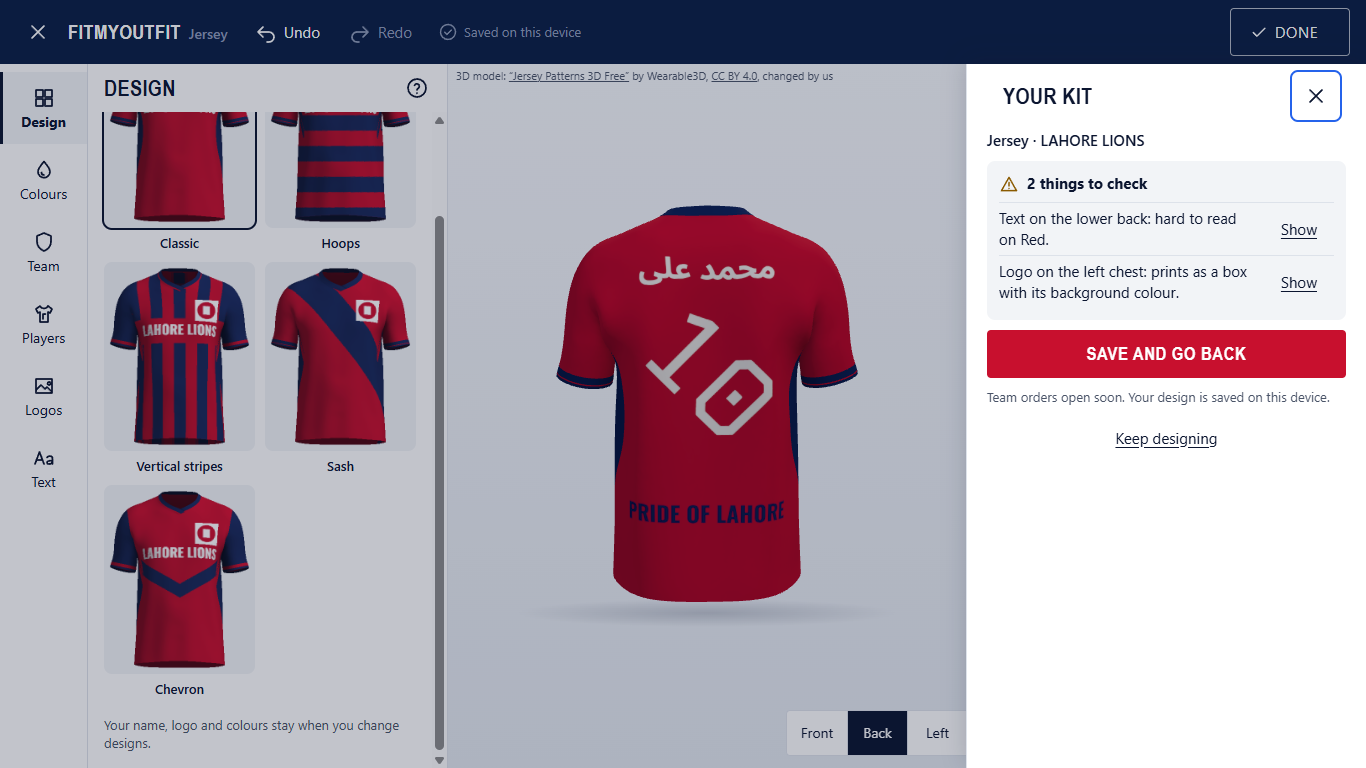 FITMYOUTFIT Jersey
Undo
Redo
Saved on this device
DONE
Design
Colours
Team
Players
Logos
Aa
Text
DESIGN
Classic
Hoops
LAHORE LIONS
Vertical stripes
Sash
LAHORE LIONS
Chevron
Your name, logo and colours stay when you change
designs.
3D model: "Jersey Patterns 3D Free" by Wearable3D, CC BY 4.0, changed by us
محمد علی
10
PRIDE OF LAHORE
Front
Back
Left
YOUR KIT
Jersey · LAHORE LIONS
2 things to check
Text on the lower back: hard to read
on Red.
Show
Logo on the left chest: prints as a box
with its background colour.
Show
SAVE AND GO BACK
Team orders open soon. Your design is saved on this device.
Keep designing